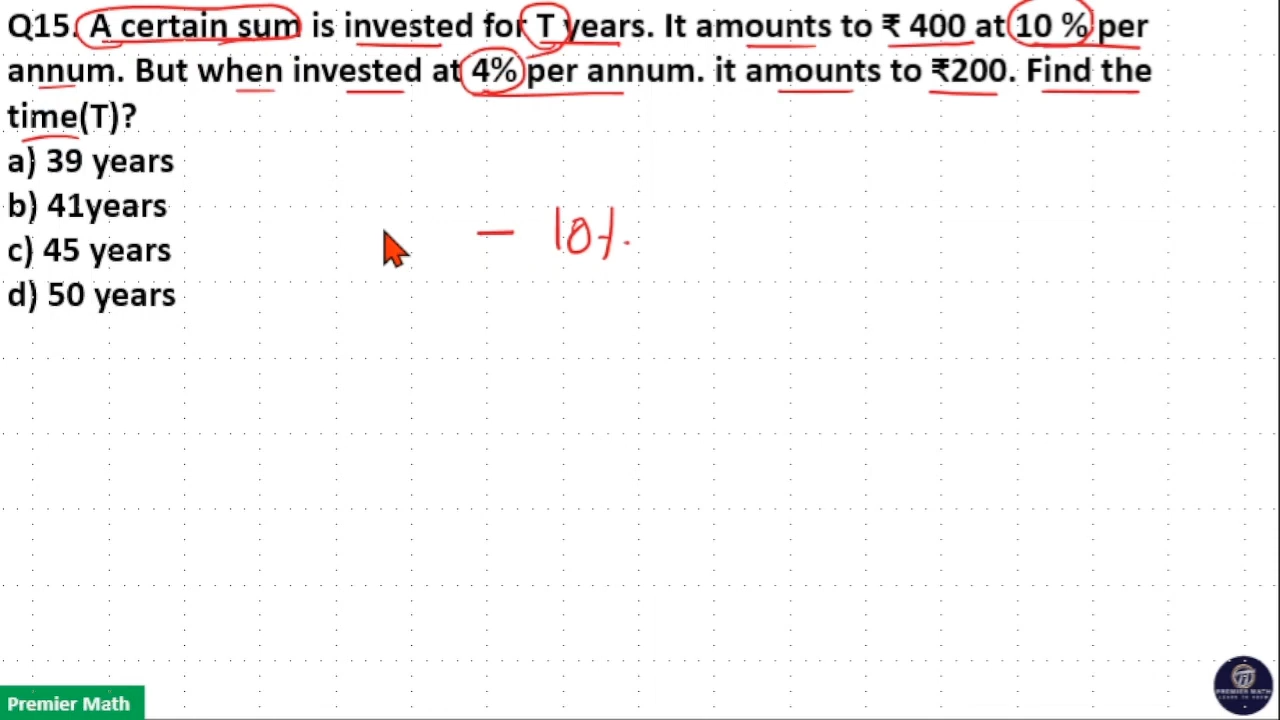 Q15. A certain sum is invested for T years. It amounts to ₹ 400 at 10 % per
annum. But when invested at 4% per annum. it amounts to ₹200. Find the
time(T)?
a) 39 years
b) 41years
c) 45 years
d) 50 years
— 10%
Premier Math
PREMIER MATH